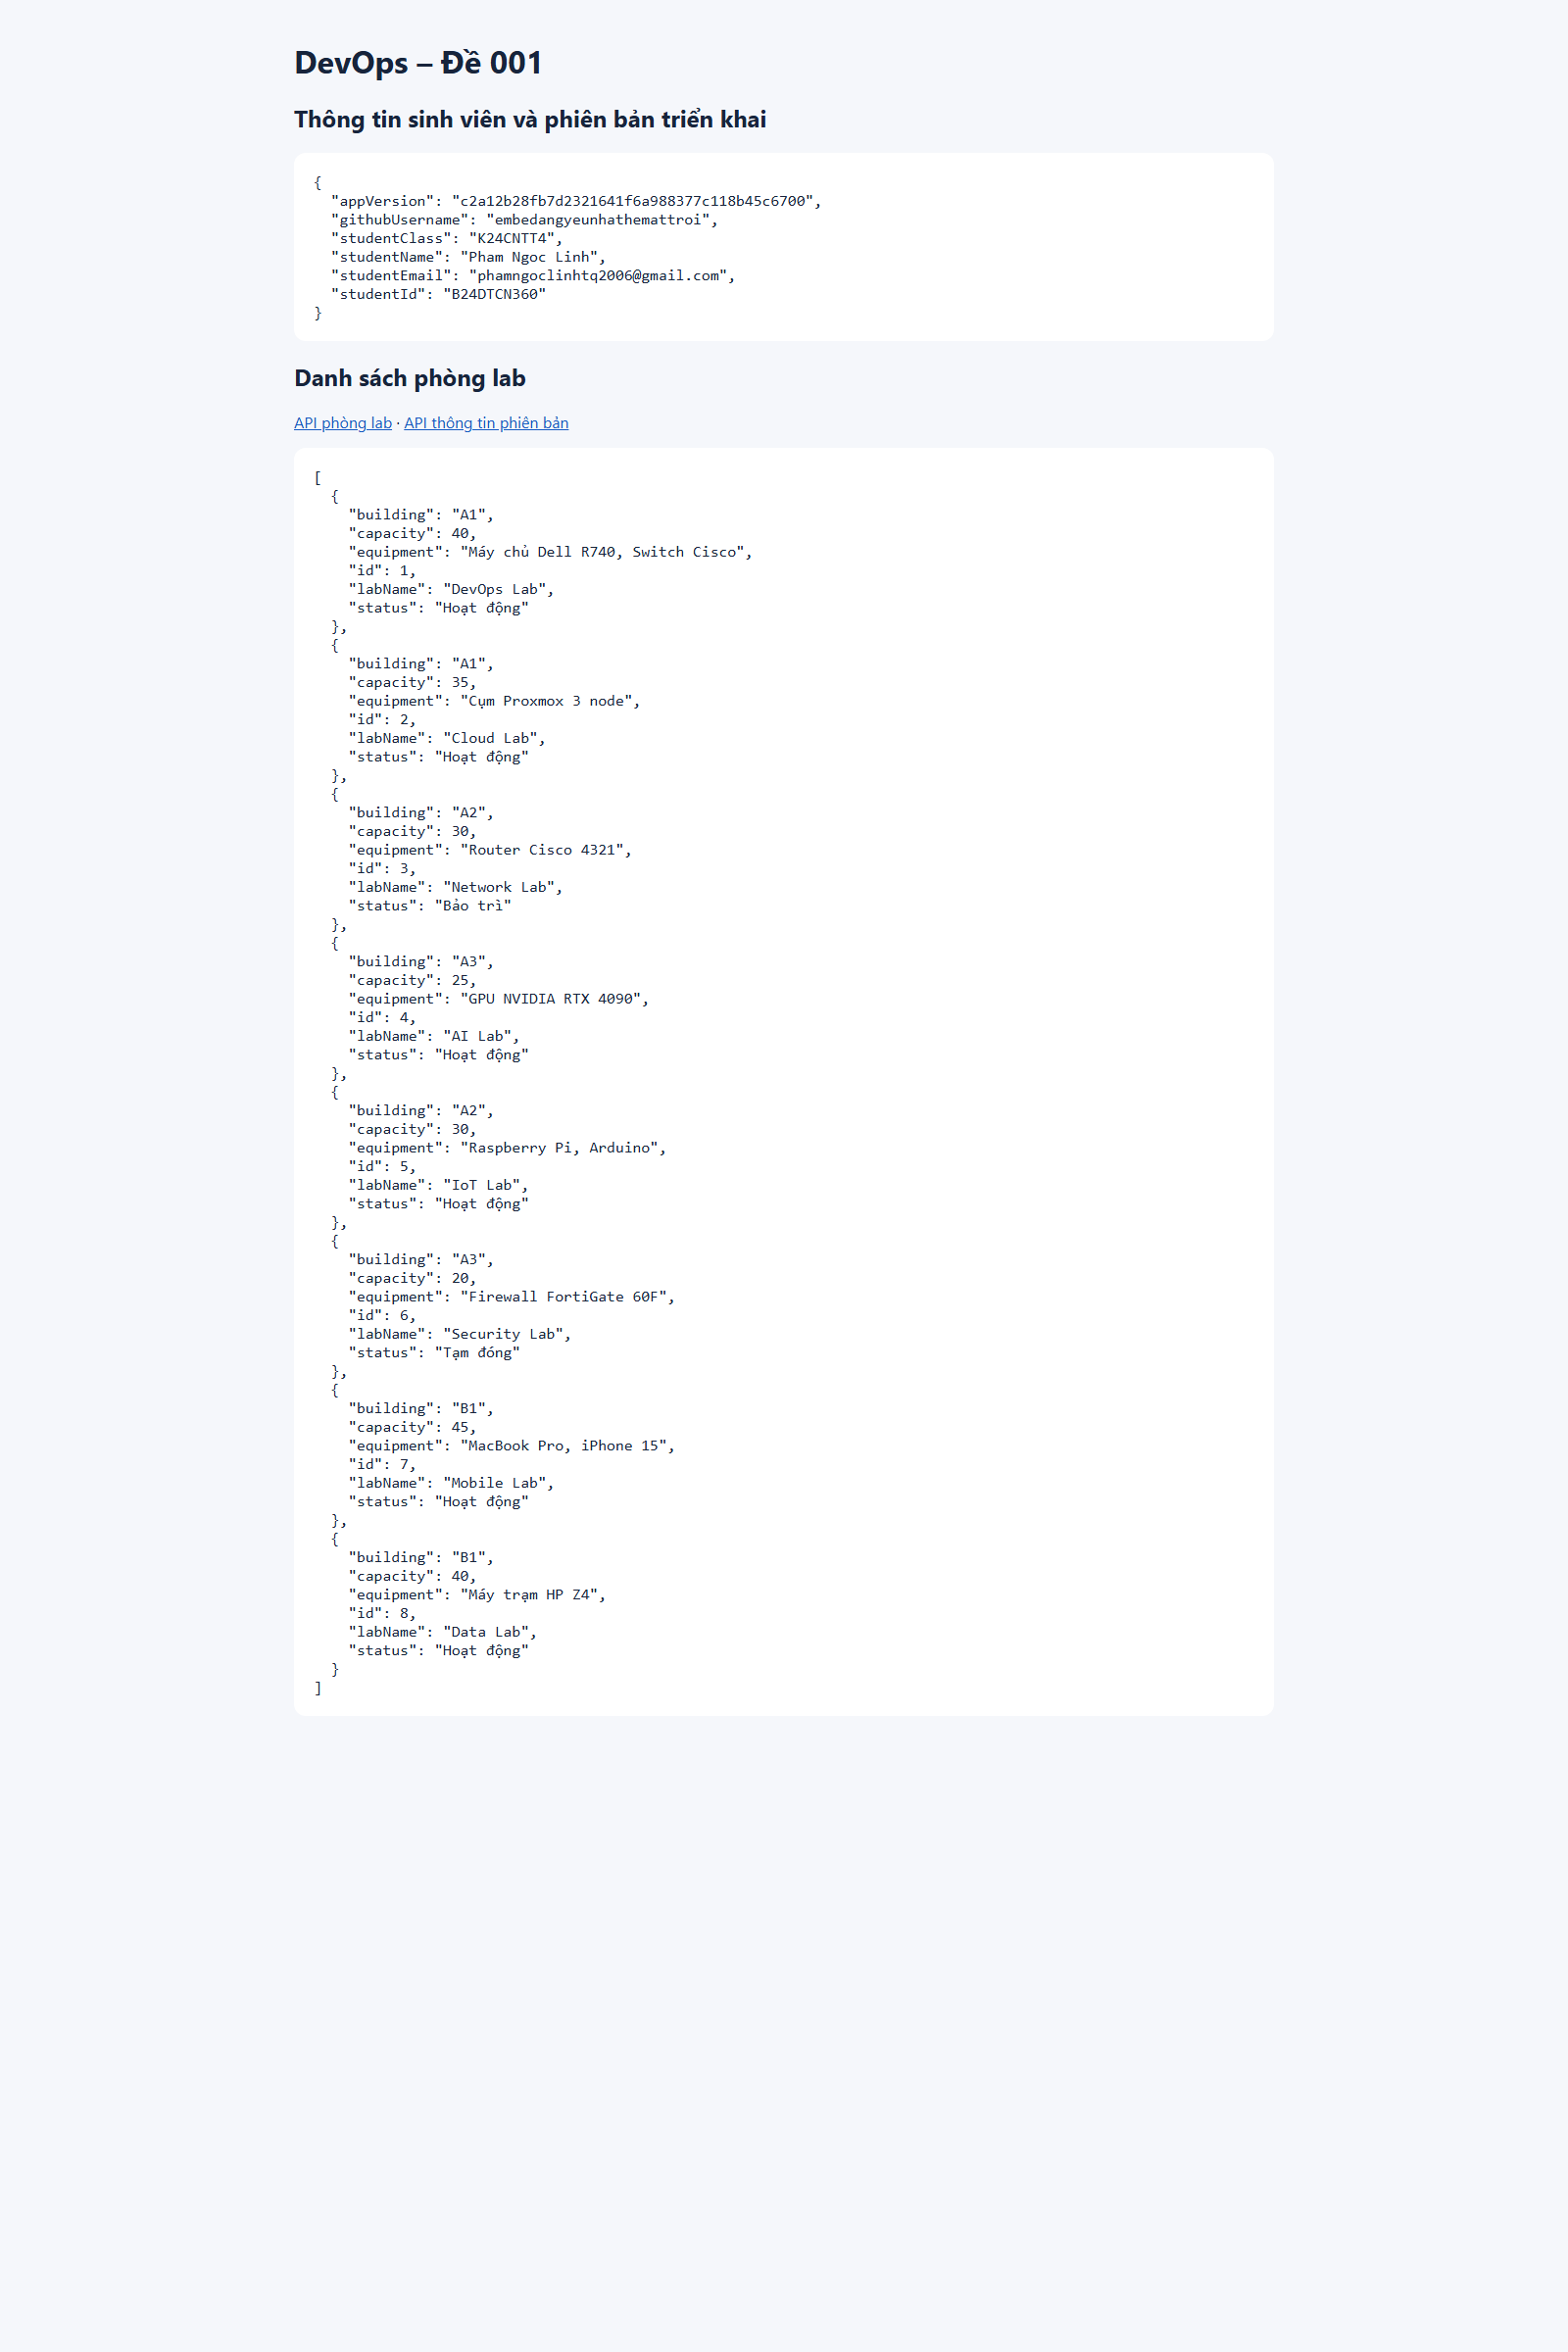 DevOps – Đề 001
Thông tin sinh viên và phiên bản triển khai
{
  "appVersion": "c2a12b28fb7d2321641f6a988377c118b45c6700",
  "githubUsername": "embedangyeunhathemattroi",
  "studentClass": "K24CNTT4",
  "studentName": "Pham Ngoc Linh",
  "studentEmail": "phamngoclinhtq2006@gmail.com",
  "studentId": "B24DTCN360"
}
Danh sách phòng lab
API phòng lab · API thông tin phiên bản
[
  {
    "building": "A1",
    "capacity": 40,
    "equipment": "Máy chủ Dell R740, Switch Cisco",
    "id": 1,
    "labName": "DevOps Lab",
    "status": "Hoạt động"
  },
  {
    "building": "A1",
    "capacity": 35,
    "equipment": "Cụm Proxmox 3 node",
    "id": 2,
    "labName": "Cloud Lab",
    "status": "Hoạt động"
  },
  {
    "building": "A2",
    "capacity": 30,
    "equipment": "Router Cisco 4321",
    "id": 3,
    "labName": "Network Lab",
    "status": "Bảo trì"
  },
  {
    "building": "A3",
    "capacity": 25,
    "equipment": "GPU NVIDIA RTX 4090",
    "id": 4,
    "labName": "AI Lab",
    "status": "Hoạt động"
  },
  {
    "building": "A2",
    "capacity": 30,
    "equipment": "Raspberry Pi, Arduino",
    "id": 5,
    "labName": "IoT Lab",
    "status": "Hoạt động"
  },
  {
    "building": "A3",
    "capacity": 20,
    "equipment": "Firewall FortiGate 60F",
    "id": 6,
    "labName": "Security Lab",
    "status": "Tạm đóng"
  },
  {
    "building": "B1",
    "capacity": 45,
    "equipment": "MacBook Pro, iPhone 15",
    "id": 7,
    "labName": "Mobile Lab",
    "status": "Hoạt động"
  },
  {
    "building": "B1",
    "capacity": 40,
    "equipment": "Máy trạm HP Z4",
    "id": 8,
    "labName": "Data Lab",
    "status": "Hoạt động"
  }
]